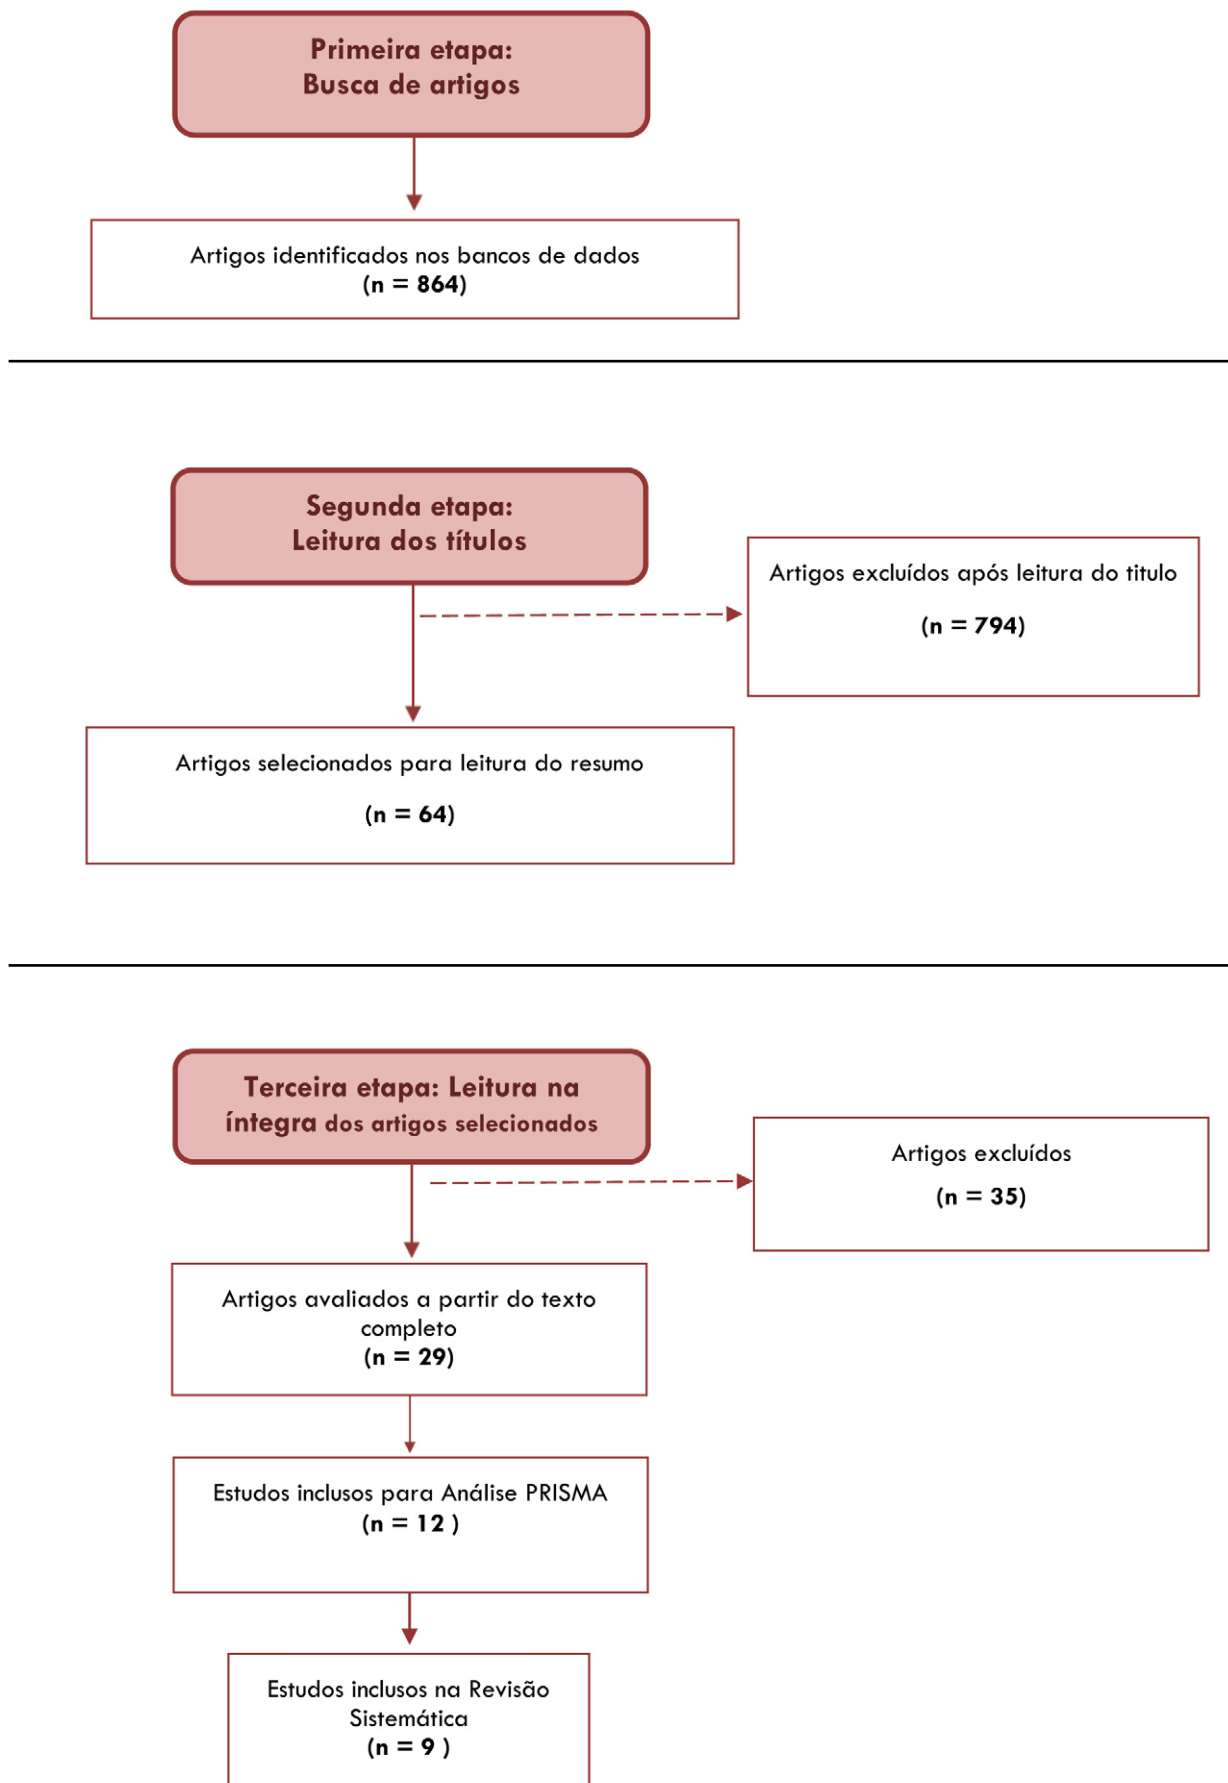 Primeira etapa:
Busca de artigos
Artigos identificados nos bancos de dados
(n = 864)
Segunda etapa:
Leitura dos títulos
Artigos excluídos após leitura do titulo
(n = 794)
Artigos selecionados para leitura do resumo
(n = 64)
Terceira etapa: Leitura na
íntegra dos artigos selecionados
Artigos excluídos
(n = 35)
Artigos avaliados a partir do texto
completo
(n = 29)
Estudos inclusos para Análise PRISMA
(n = 12 )
Estudos inclusos na Revisão
Sistemática
(n = 9 )